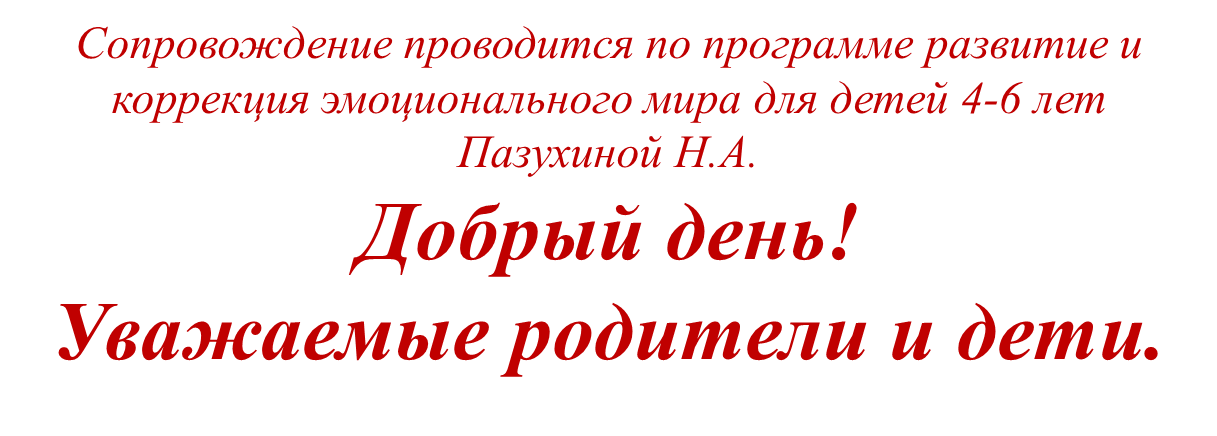 Сопровождение проводится по программе развитие и
коррекция эмоционального мира для детей 4-6 лет
Пазухиной Н.А.
Добрый день!
Уважаемые родители и дети.